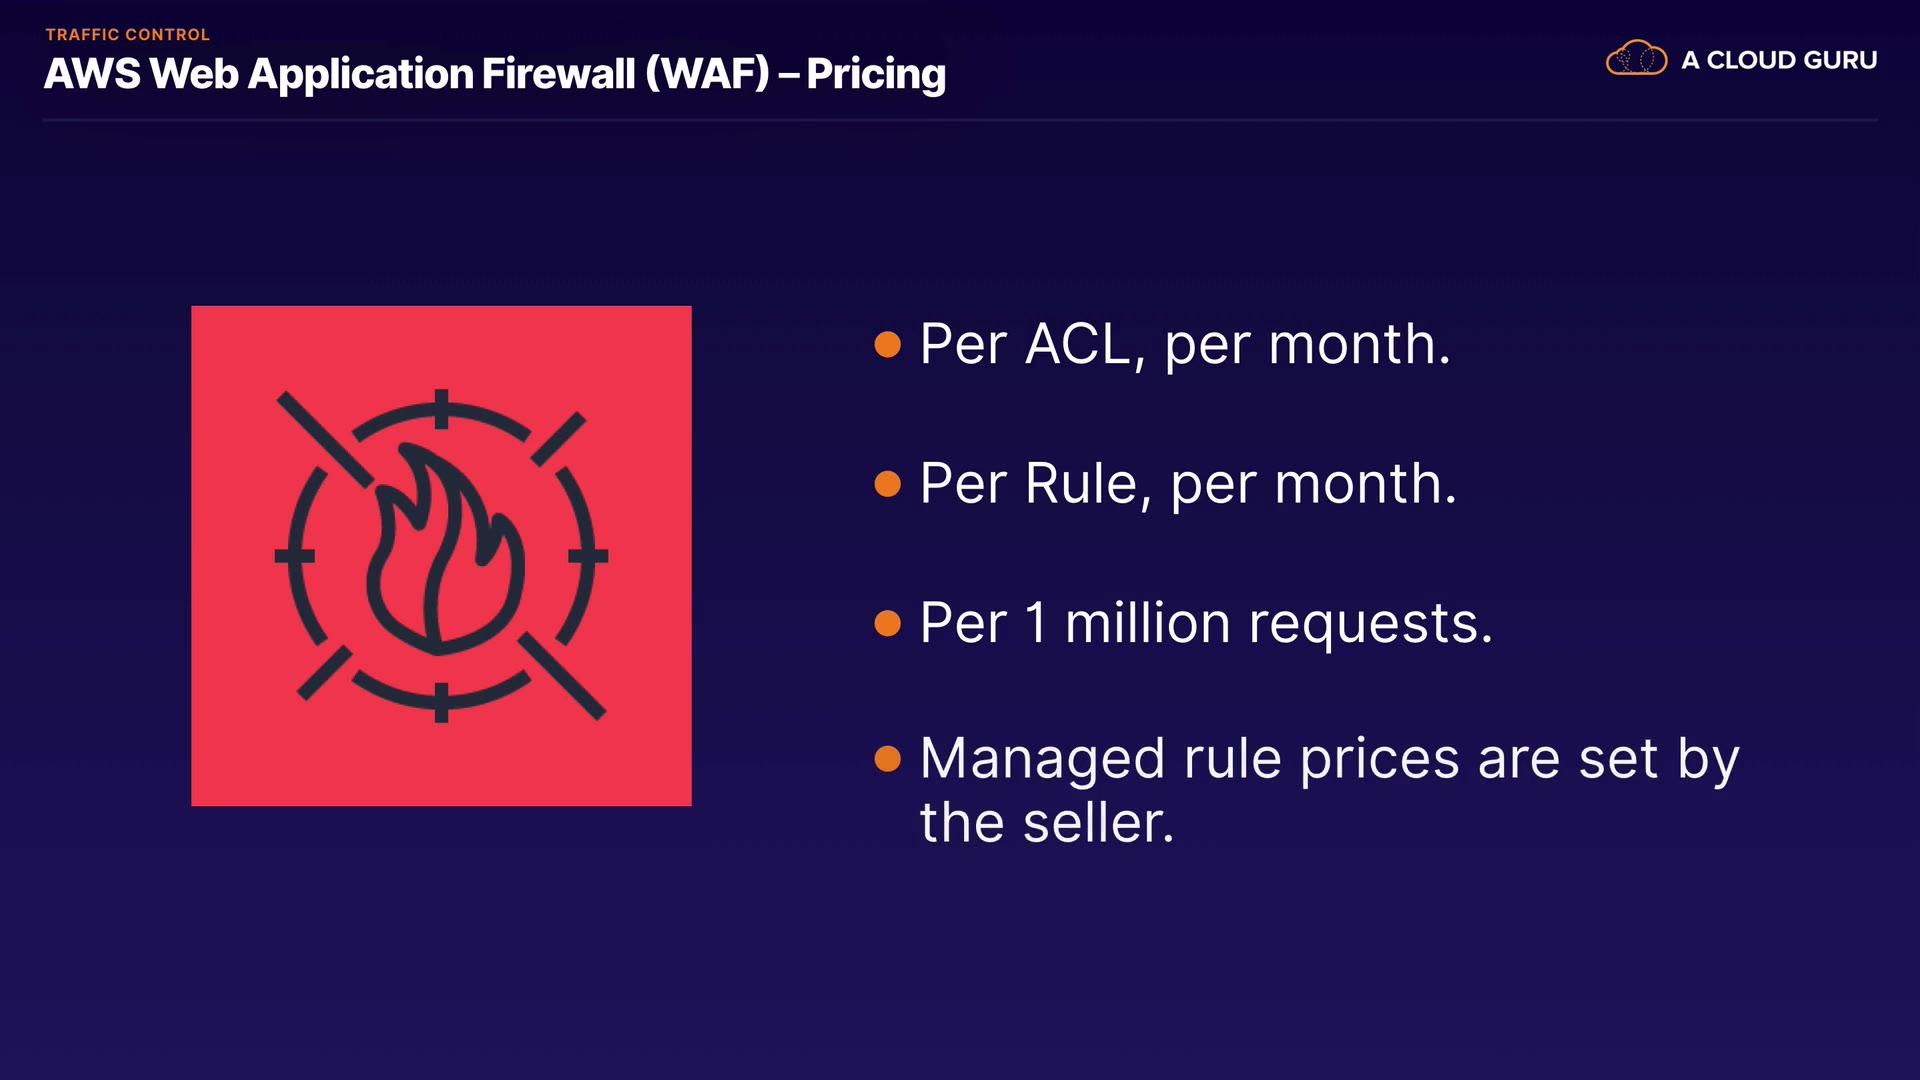 TRAFFIC CONTROL
AWS Web Application Firewall (WAF) – Pricing
A CLOUD GURU
Per ACL, per month.
Per Rule, per month.
Per 1 million requests.
Managed rule prices are set by
the seller.